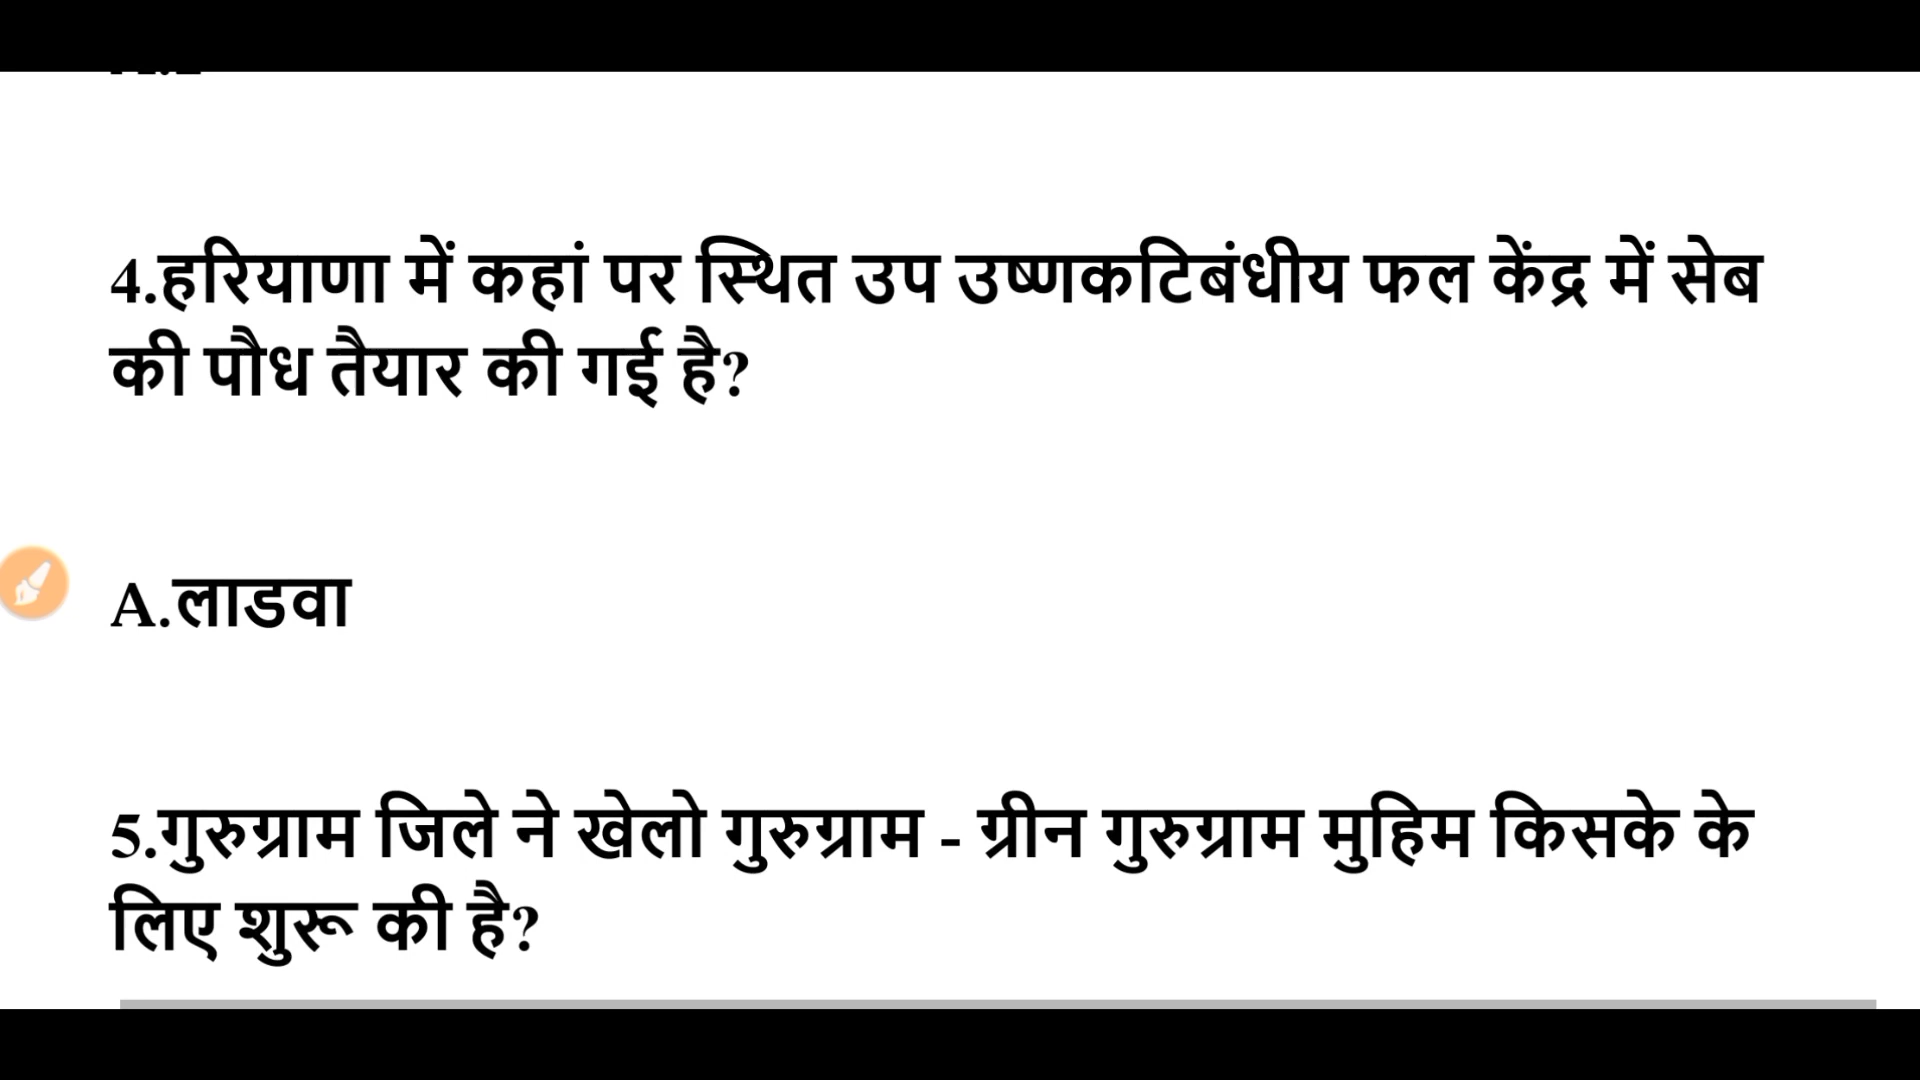 4.हरियाणा में कहां पर स्थित उप उष्णकटिबंधीय फल केंद्र में सेब
की पौध तैयार की गई है?
A.लाडवा
5.गुरुग्राम जिले ने खेलो गुरुग्राम - ग्रीन गुरुग्राम मुहिम किसके के
लिए शुरू की है?